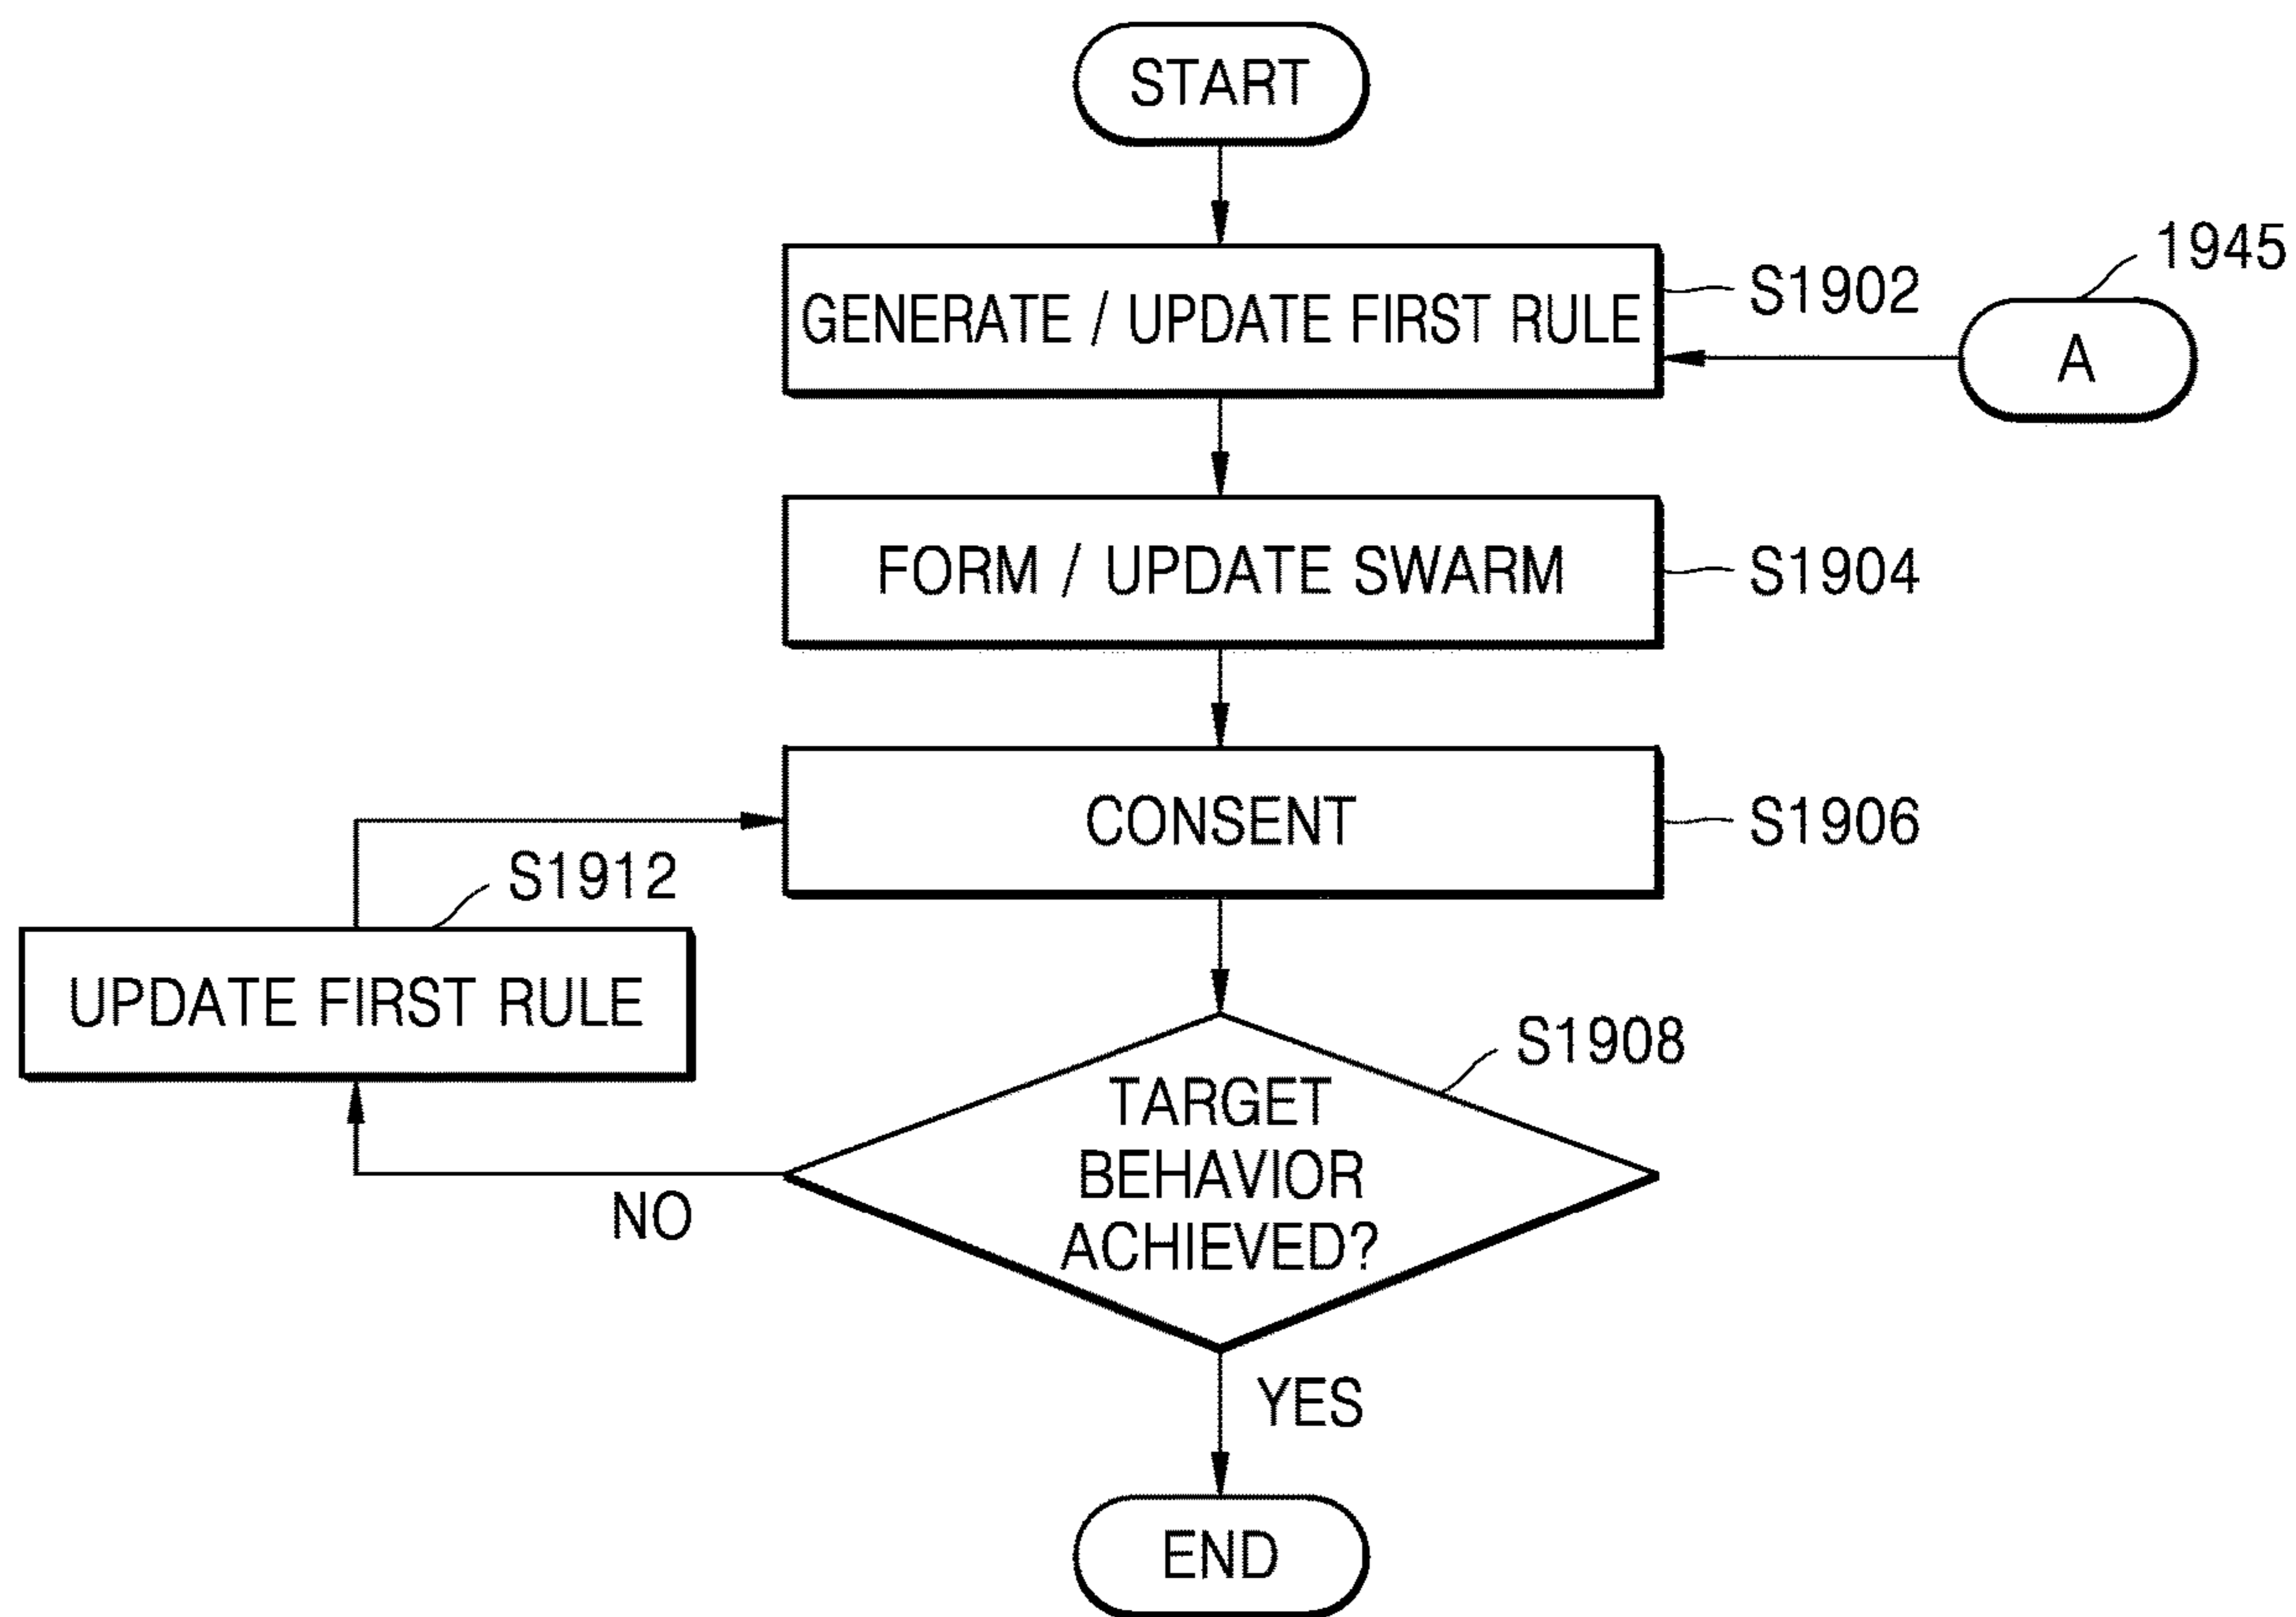 START
1945
GENERATE / UPDATE FIRST RULE
S1902
A
FORM / UPDATE SWARM
S1904
CONSENT
S1906
S1912
UPDATE FIRST RULE
S1908
TARGET
BEHAVIOR
ACHIEVED?
NO
YES
END